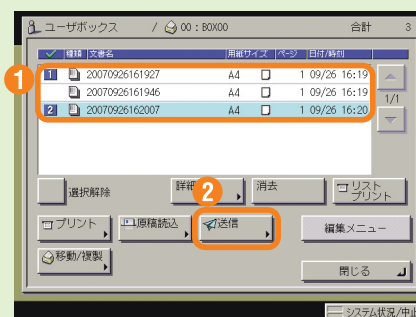 ユーザボックス / 00 : BOX00 合計 3
種類 文書名 用紙サイズ ページ 日付/時刻
1
1 20070926161927 A4 1 09/26 16:19
20070926161946 A4 1 09/26 16:19
2 20070926162007 A4 1 09/26 16:20
1/1
選択解除 詳細 2 消去 リスト
プリント
プリント 原稿読込 送信 編集メニュー
移動/複製 閉じる
システム状況/中止